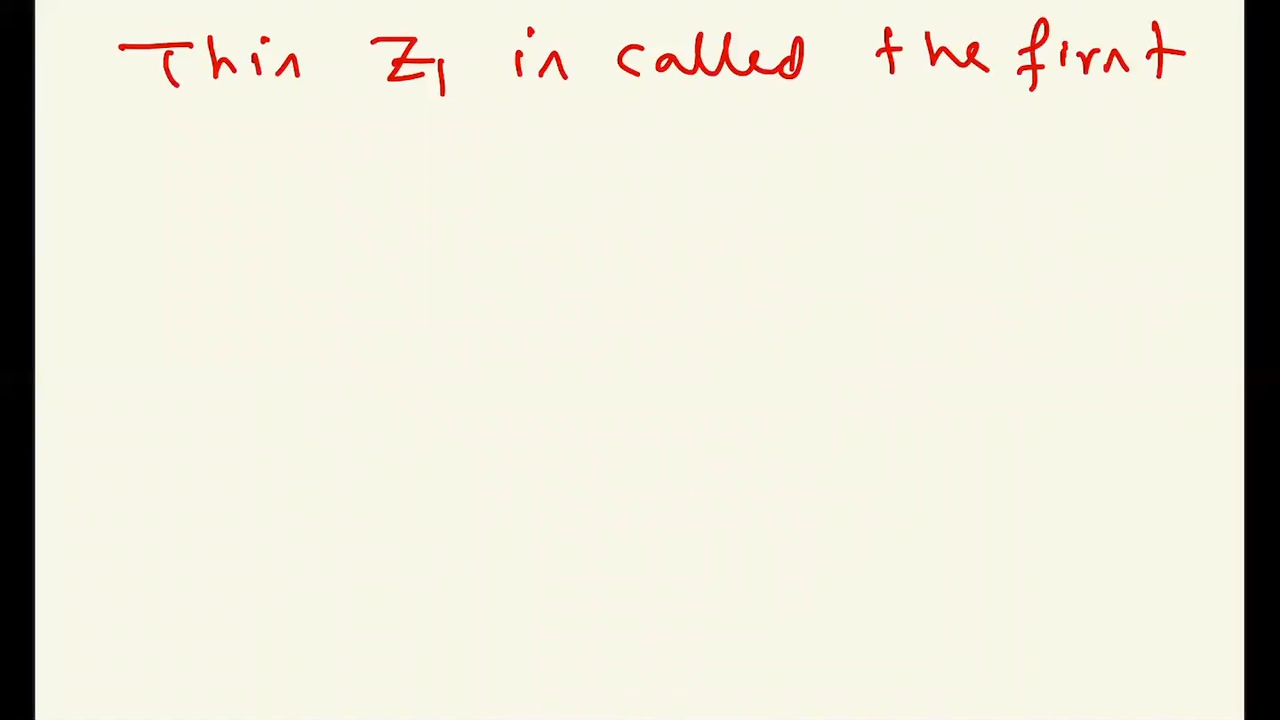 This Z₁ is called the first